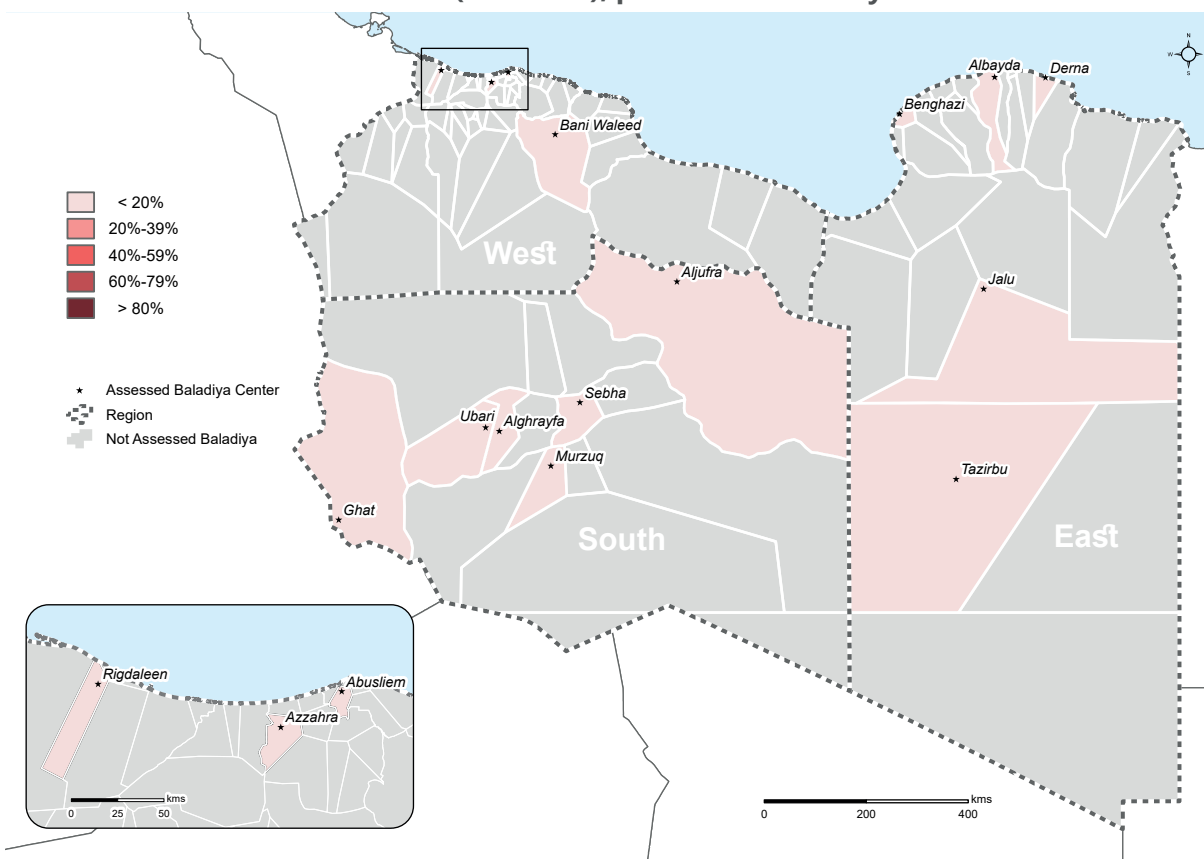 N
W
E
S
Albayda
Derna
Benghazi
Bani Waleed
< 20%
20%-39%
40%-59%
60%-79%
> 80%
West
Aljufra
Jalu
Assessed Baladiya Center
Region
Not Assessed Baladiya
Sebha
Ubari
Alghrayfa
Murzuq
Tazirbu
Ghat
South
East
Rigdaleen
Abusliem
Azzahra
kms
0 25 50
kms
0 200 400